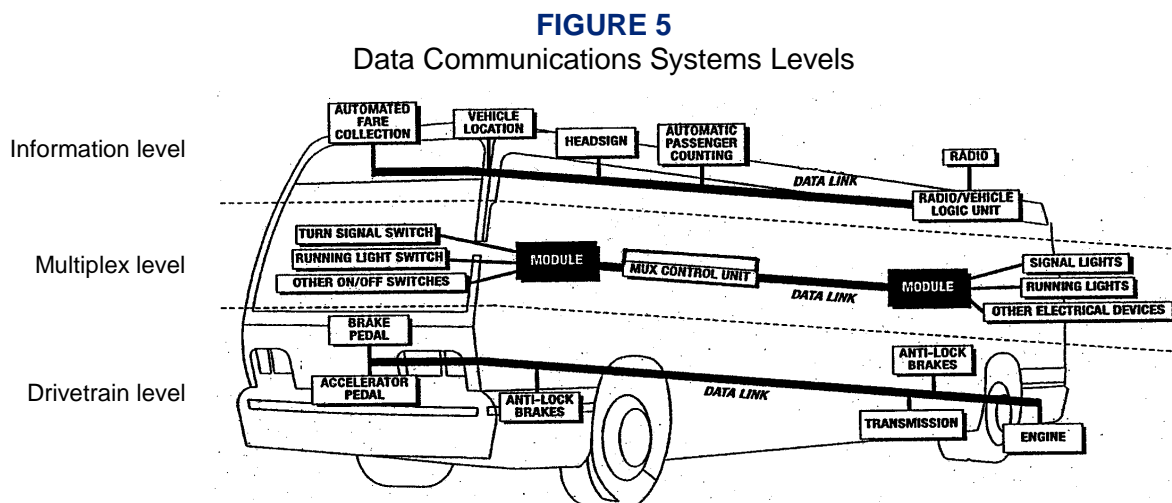 FIGURE 5
Data Communications Systems Levels
Information level
AUTOMATED
FARE
COLLECTION
VEHICLE
LOCATION
HEADSIGN
AUTOMATIC
PASSENGER
COUNTING
DATA LINK
RADIO
RADIO/VEHICLE
LOGIC UNIT
Multiplex level
TURN SIGNAL SWITCH
RUNNING LIGHT SWITCH
OTHER ON/OFF SWITCHES
MODULE
MUX CONTROL UNIT
DATA LINK
MODULE
SIGNAL LIGHTS
RUNNING LIGHTS
OTHER ELECTRICAL DEVICES
Drivetrain level
BRAKE
PEDAL
ACCELERATOR
PEDAL
ANTI-LOCK
BRAKES
DATA LINK
ANTI-LOCK
BRAKES
TRANSMISSION
ENGINE